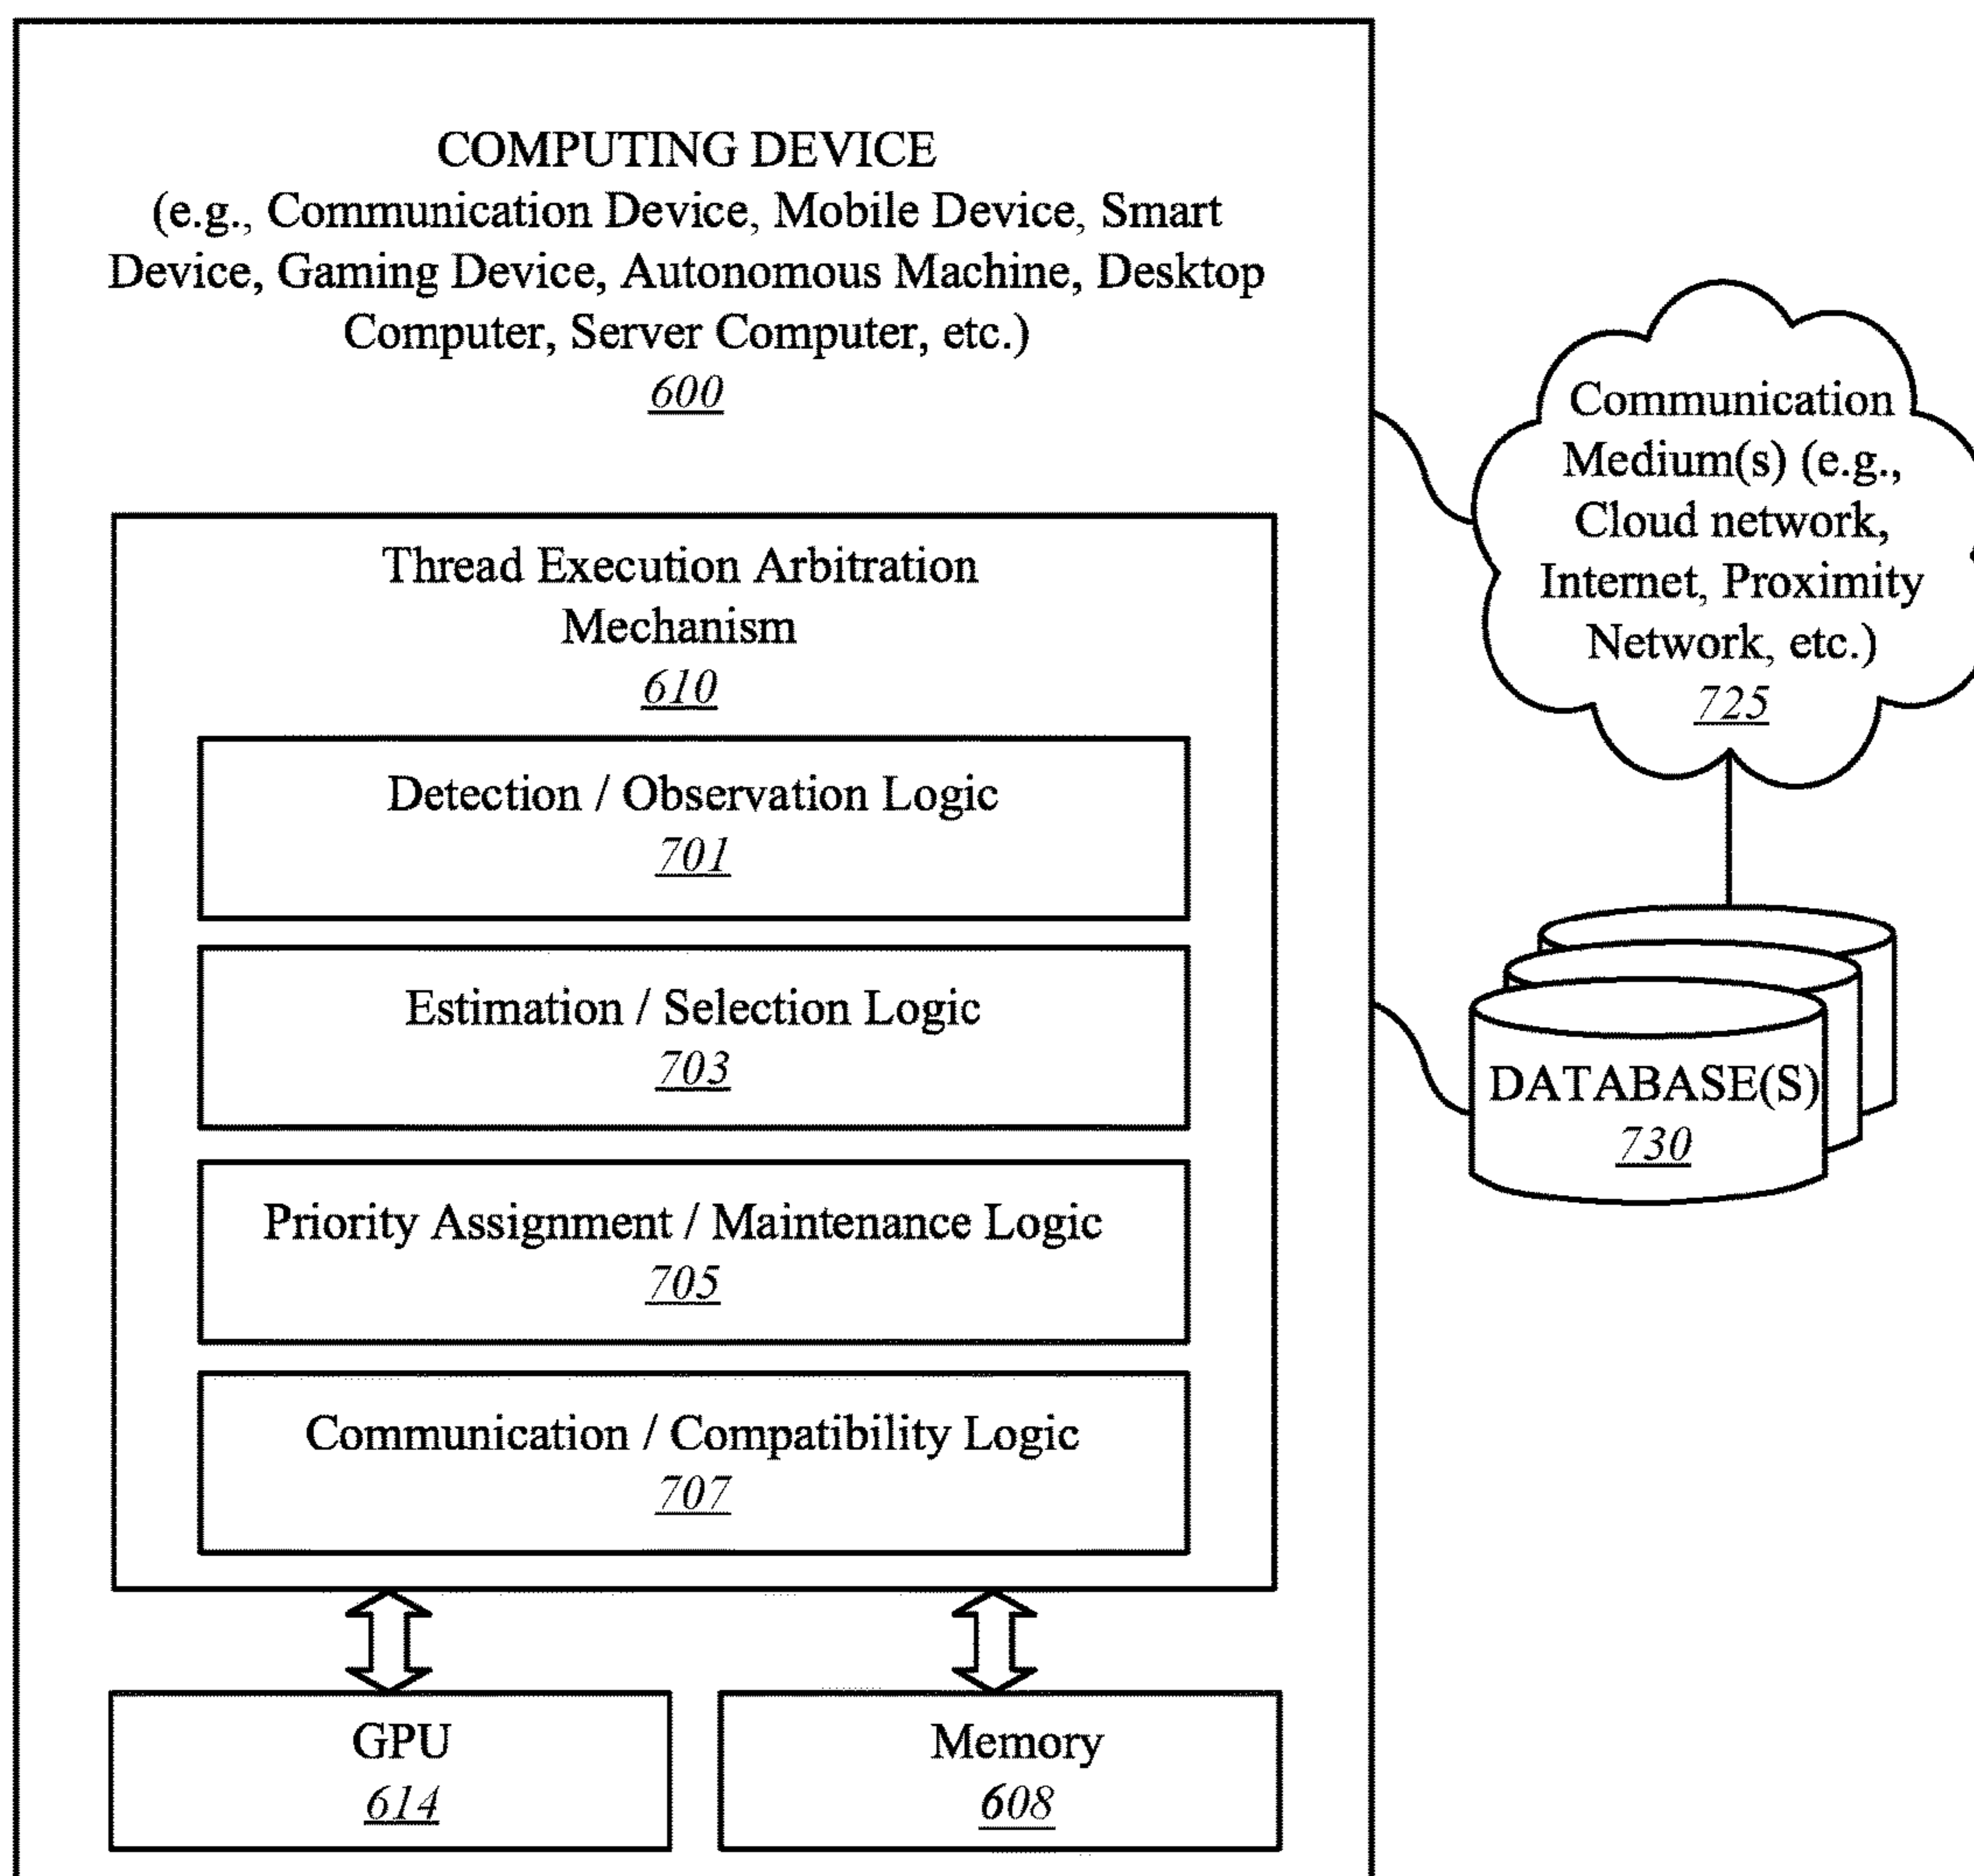 COMPUTING DEVICE
(e.g., Communication Device, Mobile Device, Smart
Device, Gaming Device, Autonomous Machine, Desktop
Computer, Server Computer, etc.)
600
Thread Execution Arbitration
Mechanism
610
Detection / Observation Logic
701
Estimation / Selection Logic
703
Priority Assignment / Maintenance Logic
705
Communication / Compatibility Logic
707
GPU
614
Memory
608
Communication
Medium(s) (e.g.,
Cloud network,
Internet, Proximity
Network, etc.)
725
DATABASE(S)
730